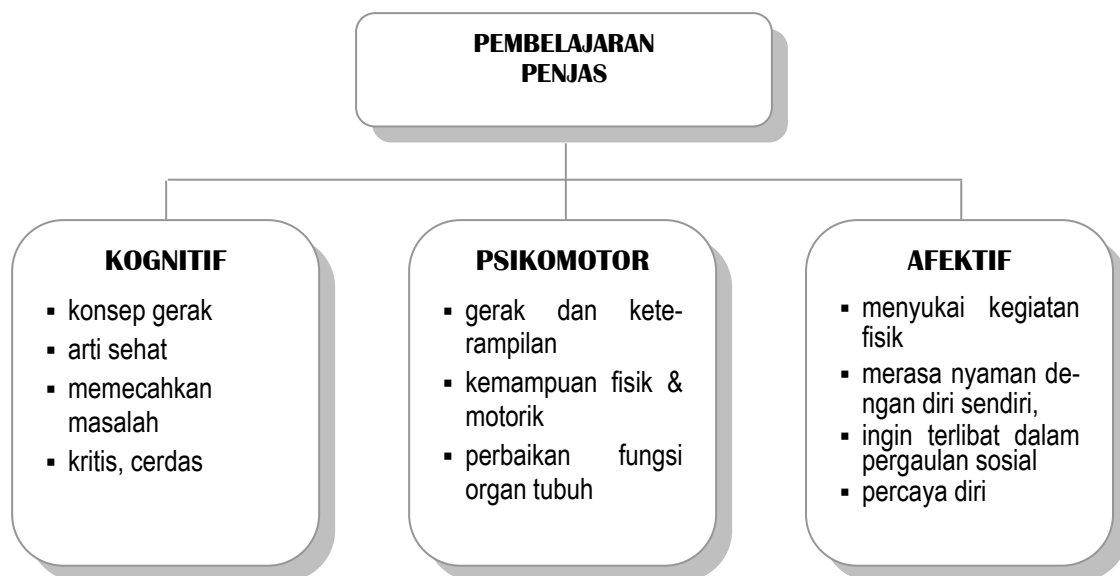 PEMBELAJARAN
PENJAS
KOGNITIF
▪ konsep gerak
▪ arti sehat
▪ memecahkan
masalah
▪ kritis, cerdas
PSIKOMOTOR
▪ gerak dan kete-
rampilan
▪ kemampuan fisik &
motorik
▪ perbaikan fungsi
organ tubuh
AFEKTIF
▪ menyukai kegiatan
fisik
▪ merasa nyaman de-
ngan diri sendiri,
▪ ingin terlibat dalam
pergaulan sosial
▪ percaya diri